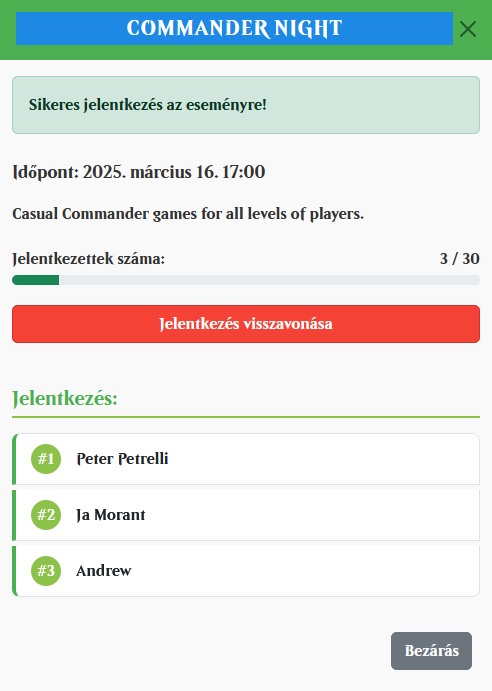 COMMANDER NIGHT
Sikeres jelentkezés az eseményre!
Időpont: 2025. március 16. 17:00
Casual Commander games for all levels of players.
Jelentkezettek száma: 3 / 30
Jelentkezés visszavonása
Jelentkezés:
#1 Peter Petrelli
#2 Ja Morant
#3 Andrew
Bezárás